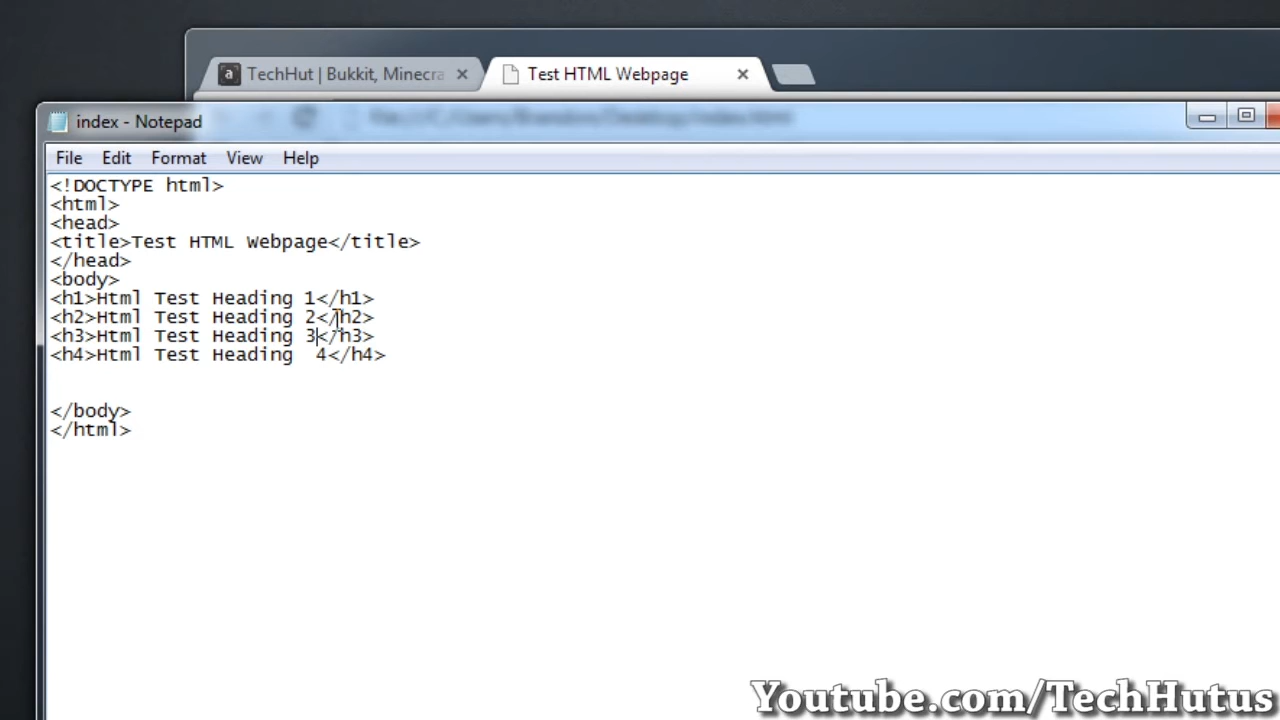 TechHut | Bukkit, Minecra
Test HTML Webpage
index - Notepad
File Edit Format View Help
<!DOCTYPE html>
<html>
<head>
<title>Test HTML Webpage</title>
</head>
<body>
<h1>Html Test Heading 1</h1>
<h2>Html Test Heading 2</h2>
<h3>Html Test Heading 3</h3>
<h4>Html Test Heading  4</h4>
</body>
</html>
Youtube.com/TechHutus